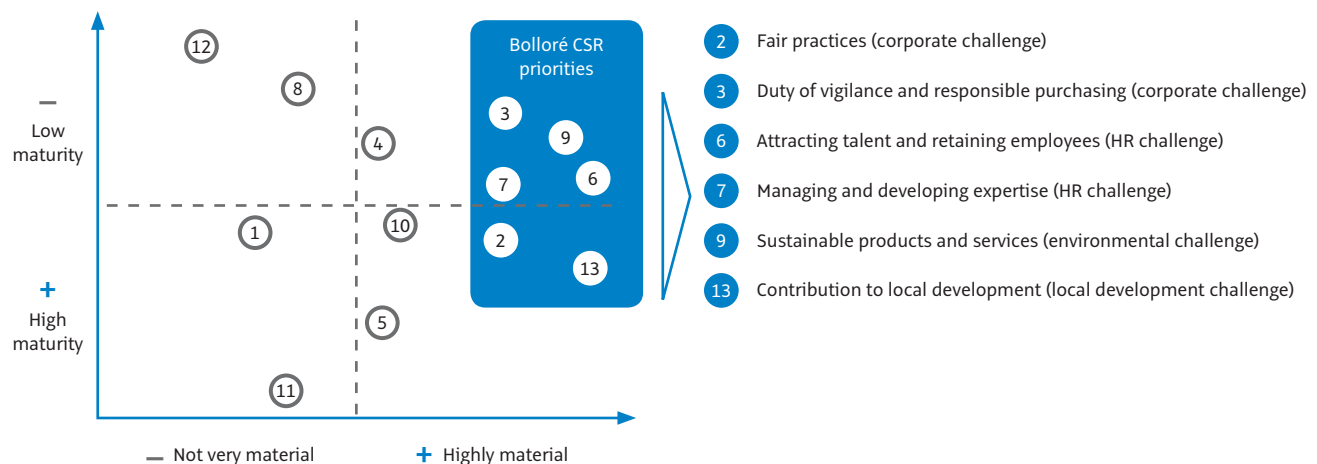 12
8
4
Low
maturity
1
10
High
maturity
5
11
Not very material
Highly material
Bolloré CSR
priorities
3
9
7
6
2
13
2 Fair practices (corporate challenge)
3 Duty of vigilance and responsible purchasing (corporate challenge)
6 Attracting talent and retaining employees (HR challenge)
7 Managing and developing expertise (HR challenge)
9 Sustainable products and services (environmental challenge)
13 Contribution to local development (local development challenge)